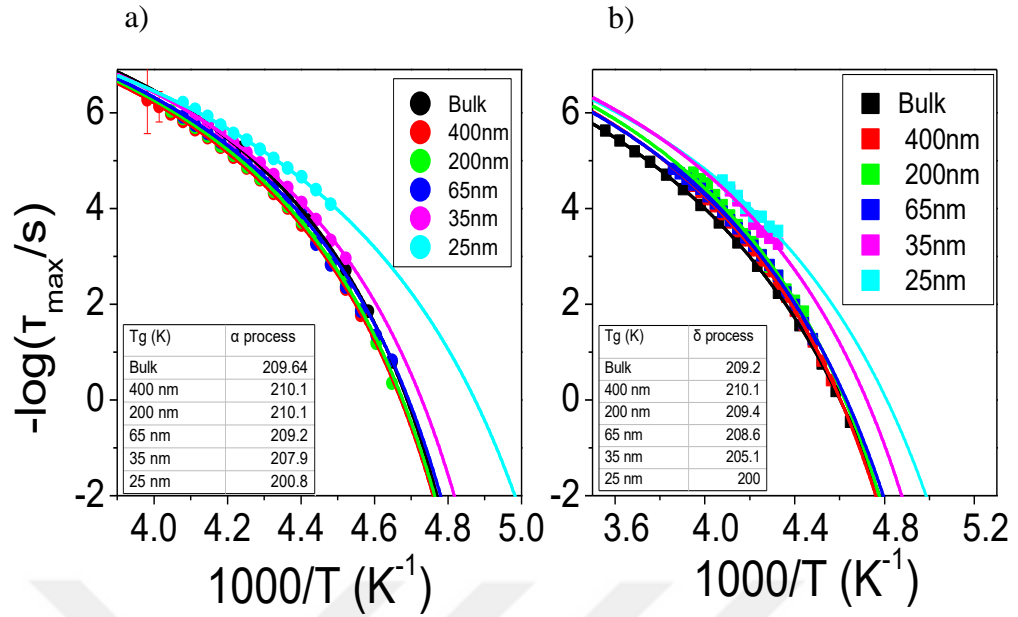 a)
b)
-log(τmax/s)
6
4
2
0
-2
4.0 4.2 4.4 4.6 4.8 5.0
1000/T (K⁻¹)
Bulk
400nm
200nm
65nm
35nm
25nm
Tg (K) α process
Bulk 209.64
400 nm 210.1
200 nm 210.1
65 nm 209.2
35 nm 207.9
25 nm 200.8
6
4
2
0
-2
3.6 4.0 4.4 4.8 5.2
1000/T (K⁻¹)
Bulk
400nm
200nm
65nm
35nm
25nm
Tg (K) δ process
Bulk 209.2
400 nm 210.1
200 nm 209.4
65 nm 208.6
35 nm 205.1
25 nm 200